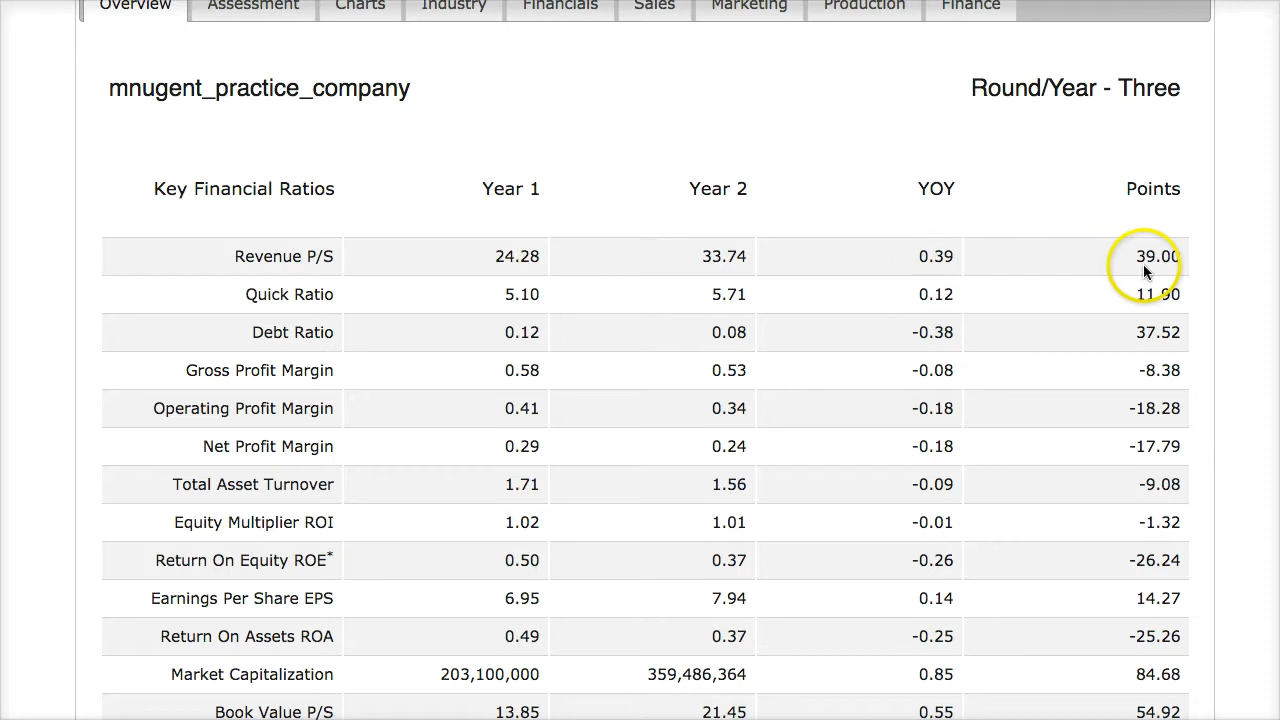 Overview Assessment Charts Industry Financials Sales Marketing Production Finance
mnugent_practice_company Round/Year - Three
Key Financial Ratios Year 1 Year 2 YOY Points
Revenue P/S 24.28 33.74 0.39 39.00
Quick Ratio 5.10 5.71 0.12 11.90
Debt Ratio 0.12 0.08 -0.38 37.52
Gross Profit Margin 0.58 0.53 -0.08 -8.38
Operating Profit Margin 0.41 0.34 -0.18 -18.28
Net Profit Margin 0.29 0.24 -0.18 -17.79
Total Asset Turnover 1.71 1.56 -0.09 -9.08
Equity Multiplier ROI 1.02 1.01 -0.01 -1.32
Return On Equity ROE* 0.50 0.37 -0.26 -26.24
Earnings Per Share EPS 6.95 7.94 0.14 14.27
Return On Assets ROA 0.49 0.37 -0.25 -25.26
Market Capitalization 203,100,000 359,486,364 0.85 84.68
Book Value P/S 13.85 21.45 0.55 54.92